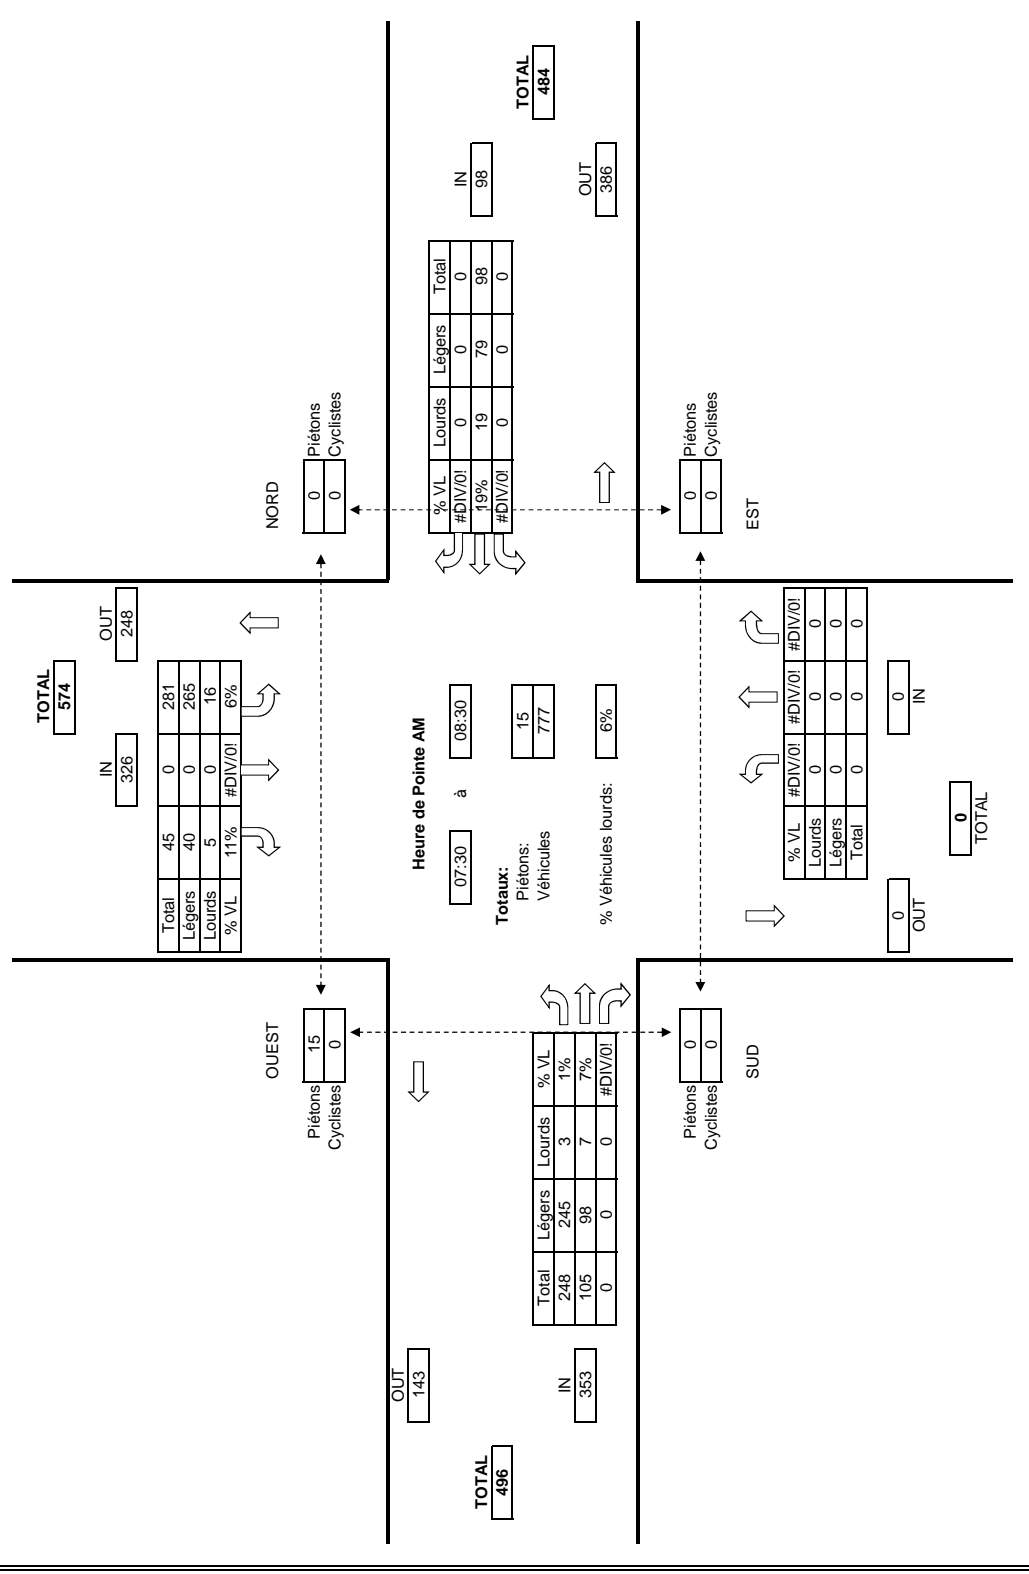 TOTAL
574
IN
326
OUT
248
Total 45 0 281
Légers 40 0 265
Lourds 5 0 16
% VL 11% #DIV/0! 6%
OUEST
Piétons 15
Cyclistes 0
NORD
0 Piétons
0 Cyclistes
OUT
143
TOTAL
496
IN
353
Total Légers Lourds % VL
248 245 3 1%
105 98 7 7%
0 0 0 #DIV/0!
Heure de Pointe AM
07:30 à 08:30
Totaux:
Piétons: 15
Véhicules 777
% Véhicules lourds: 6%
% VL Lourds Légers Total
#DIV/0! 0 0 0
19% 19 79 98
#DIV/0! 0 0 0
IN
98
TOTAL
484
OUT
386
Piétons 0
Cyclistes 0
SUD
0 Piétons
0 Cyclistes
EST
% VL #DIV/0! #DIV/0! #DIV/0!
Lourds 0 0 0
Légers 0 0 0
Total 0 0 0
0
OUT
0
IN
0
TOTAL